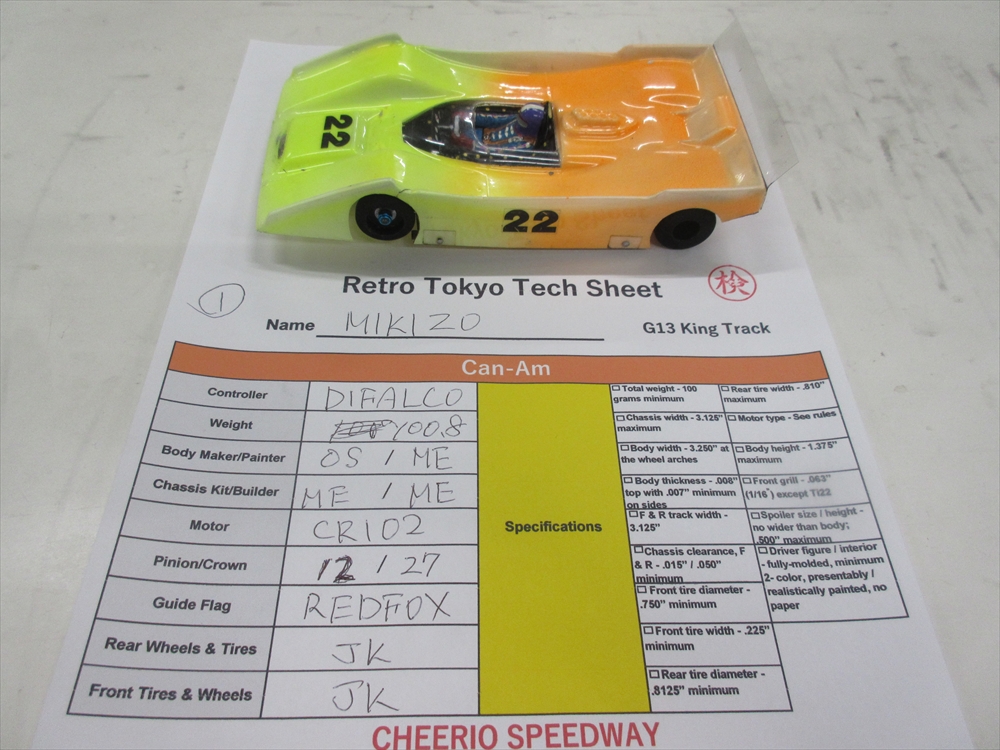 22
22
Retro Tokyo Tech Sheet
検
1
Name MIKIZO
G13 King Track
Can-Am
Controller DIFALCO
Weight 100.8
Body Maker/Painter OS / ME
Chassis Kit/Builder ME / ME
Motor CR102
Pinion/Crown 12 / 27
Guide Flag REDFOX
Rear Wheels & Tires JK
Front Tires & Wheels JK
Specifications
☐ Total weight - 100
grams minimum
☐ Chassis width - 3.125"
maximum
☐ Body width - 3.250" at
the wheel arches
☐ Body thickness - .008"
top with .007" minimum
on sides
☐ F & R track width -
3.125"
☐ Chassis clearance, F
& R - .015" / .050"
minimum
☐ Front tire diameter -
.750" minimum
☐ Front tire width - .225"
minimum
☐ Rear tire diameter -
.8125" minimum
☐ Rear tire width - .810"
maximum
☐ Motor type - See rules
☐ Body height - 1.375"
maximum
☐ Front grill - .063"
(1/16") except Ti22
☐ Spoiler size / height -
no wider than body;
.500" maximum
☐ Driver figure / interior
- fully-molded, minimum
2- color, presentably /
realistically painted, no
paper
CHEERIO SPEEDWAY